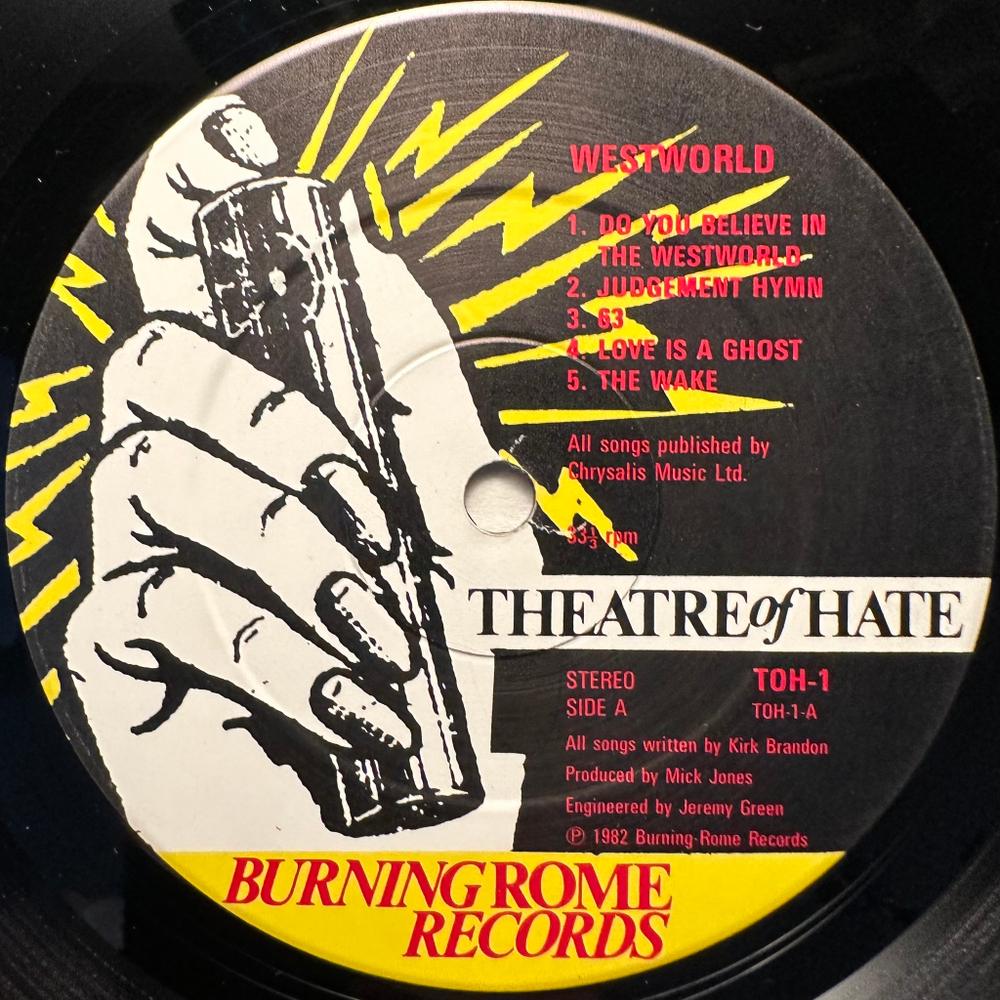 WESTWORLD
1. DO YOU BELIEVE IN
THE WESTWORLD
2. JUDGEMENT HYMN
3. 63
4. LOVE IS A GHOST
5. THE WAKE
All songs published by
Chrysalis Music Ltd.
33⅓ rpm
THEATRE of HATE
STEREO TOH-1
SIDE A TOH-1-A
All songs written by Kirk Brandon
Produced by Mick Jones
Engineered by Jeremy Green
℗ 1982 Burning-Rome Records
BURNING ROME
RECORDS